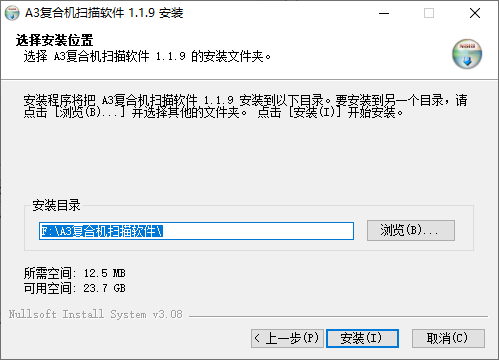 A3复合机扫描软件 1.1.9 安装
选择安装位置
选择 A3复合机扫描软件 1.1.9 的安装文件夹。
安装程序将把 A3复合机扫描软件 1.1.9 安装到以下目录。要安装到另一个目录，请
点击 [浏览(B)...] 并选择其他的文件夹。 点击 [安装(I)] 开始安装。
安装目录
F:\A3复合机扫描软件\
浏览(B)...
所需空间: 12.5 MB
可用空间: 23.7 GB
Nullsoft Install System v3.08
< 上一步(P)
安装(I)
取消(C)